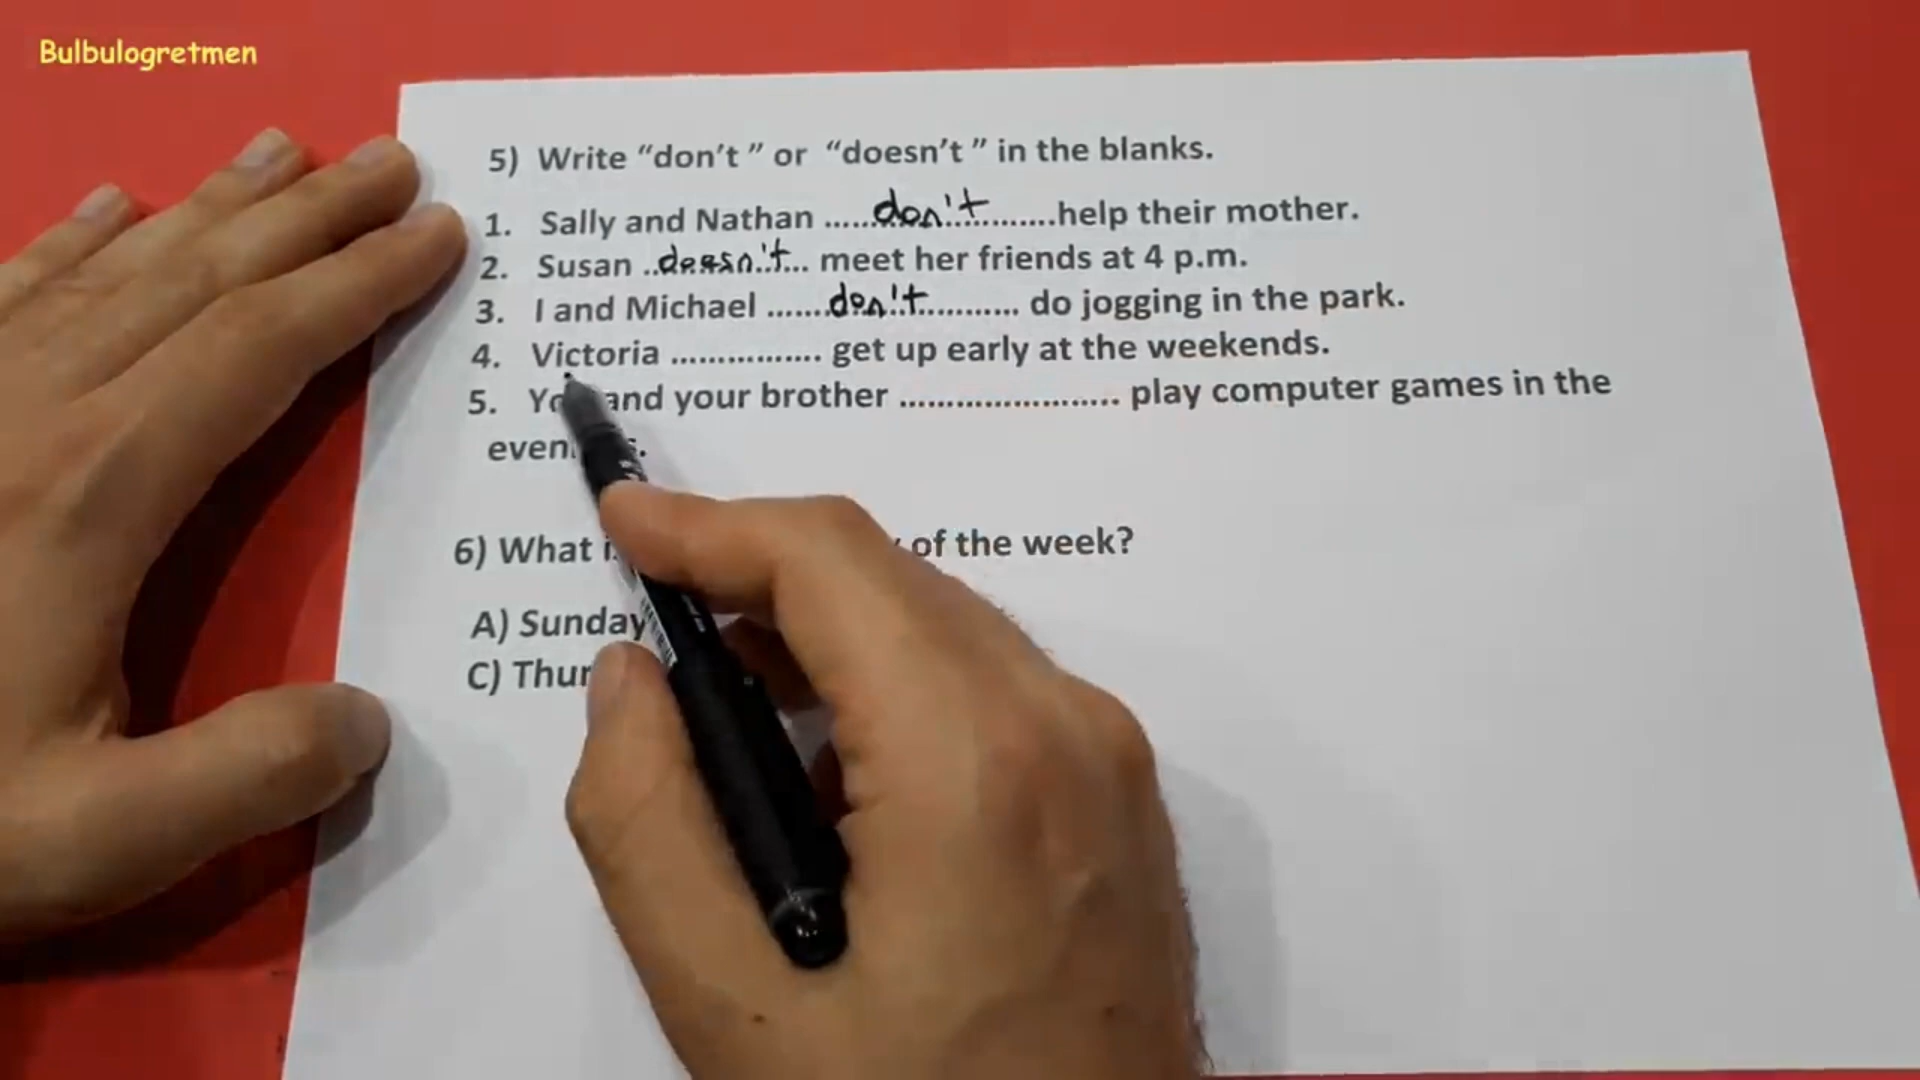 Bulbulogretmen
5) Write “don’t ” or “doesn’t ” in the blanks.
1. Sally and Nathan ......don't............help their mother.
2. Susan ..doesn't... meet her friends at 4 p.m.
3. I and Michael .......don't........... do jogging in the park.
4. Victoria ................ get up early at the weekends.
5. and your brother ....................... play computer games in the
6) What of the week?
A) Sunday
C)